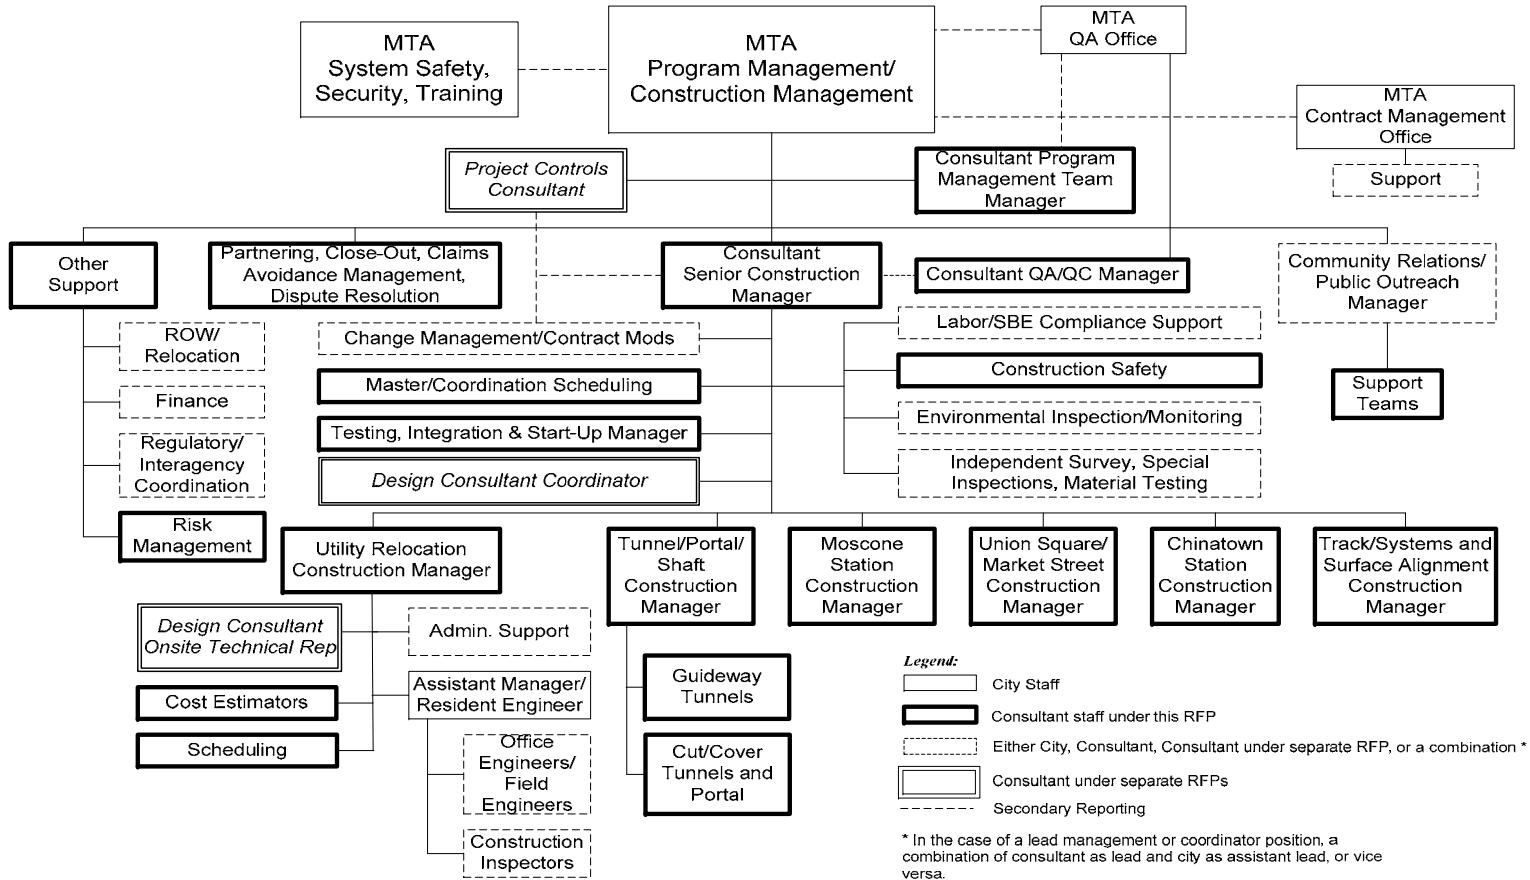 MTA
System Safety,
Security, Training
MTA
Program Management/
Construction Management
MTA
QA Office
MTA
Contract Management
Office
Support
Project Controls
Consultant
Consultant Program
Management Team
Manager
Other
Support
Partnering, Close-Out, Claims
Avoidance Management,
Dispute Resolution
Consultant
Senior Construction
Manager
Consultant QA/QC Manager
Community Relations/
Public Outreach
Manager
ROW/
Relocation
Finance
Regulatory/
Interagency
Coordination
Risk
Management
Change Management/Contract Mods
Master/Coordination Scheduling
Testing, Integration & Start-Up Manager
Design Consultant Coordinator
Labor/SBE Compliance Support
Construction Safety
Environmental Inspection/Monitoring
Independent Survey, Special
Inspections, Material Testing
Support
Teams
Utility Relocation
Construction Manager
Tunnel/Portal/
Shaft
Construction
Manager
Moscone
Station
Construction
Manager
Union Square/
Market Street
Construction
Manager
Chinatown
Station
Construction
Manager
Track/Systems and
Surface Alignment
Construction
Manager
Design Consultant
Onsite Technical Rep
Cost Estimators
Scheduling
Admin. Support
Assistant Manager/
Resident Engineer
Office
Engineers/
Field
Engineers
Construction
Inspectors
Guideway
Tunnels
Cut/Cover
Tunnels and
Portal
Legend:
City Staff
Consultant staff under this RFP
Either City, Consultant, Consultant under separate RFP, or a combination *
Consultant under separate RFPs
Secondary Reporting
* In the case of a lead management or coordinator position, a
combination of consultant as lead and city as assistant lead, or vice
versa.